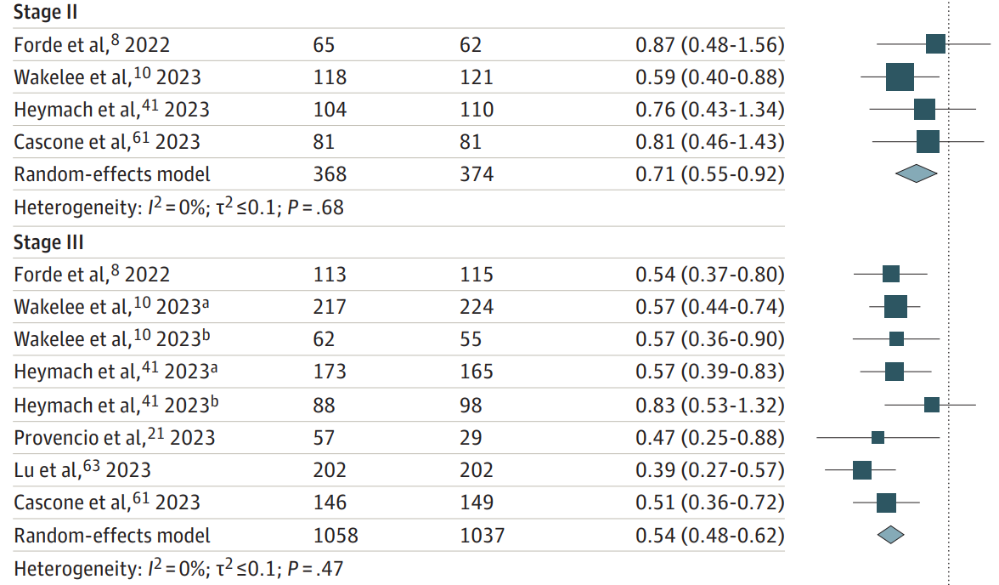 Stage II
Forde et al,8 2022 65 62 0.87 (0.48-1.56)
Wakelee et al,10 2023 118 121 0.59 (0.40-0.88)
Heymach et al,41 2023 104 110 0.76 (0.43-1.34)
Cascone et al,61 2023 81 81 0.81 (0.46-1.43)
Random-effects model 368 374 0.71 (0.55-0.92)
Heterogeneity: I2 = 0%; τ2 ≤0.1; P = .68
Stage III
Forde et al,8 2022 113 115 0.54 (0.37-0.80)
Wakelee et al,10 2023a 217 224 0.57 (0.44-0.74)
Wakelee et al,10 2023b 62 55 0.57 (0.36-0.90)
Heymach et al,41 2023a 173 165 0.57 (0.39-0.83)
Heymach et al,41 2023b 88 98 0.83 (0.53-1.32)
Provencio et al,21 2023 57 29 0.47 (0.25-0.88)
Lu et al,63 2023 202 202 0.39 (0.27-0.57)
Cascone et al,61 2023 146 149 0.51 (0.36-0.72)
Random-effects model 1058 1037 0.54 (0.48-0.62)
Heterogeneity: I2 = 0%; τ2 ≤0.1; P = .47